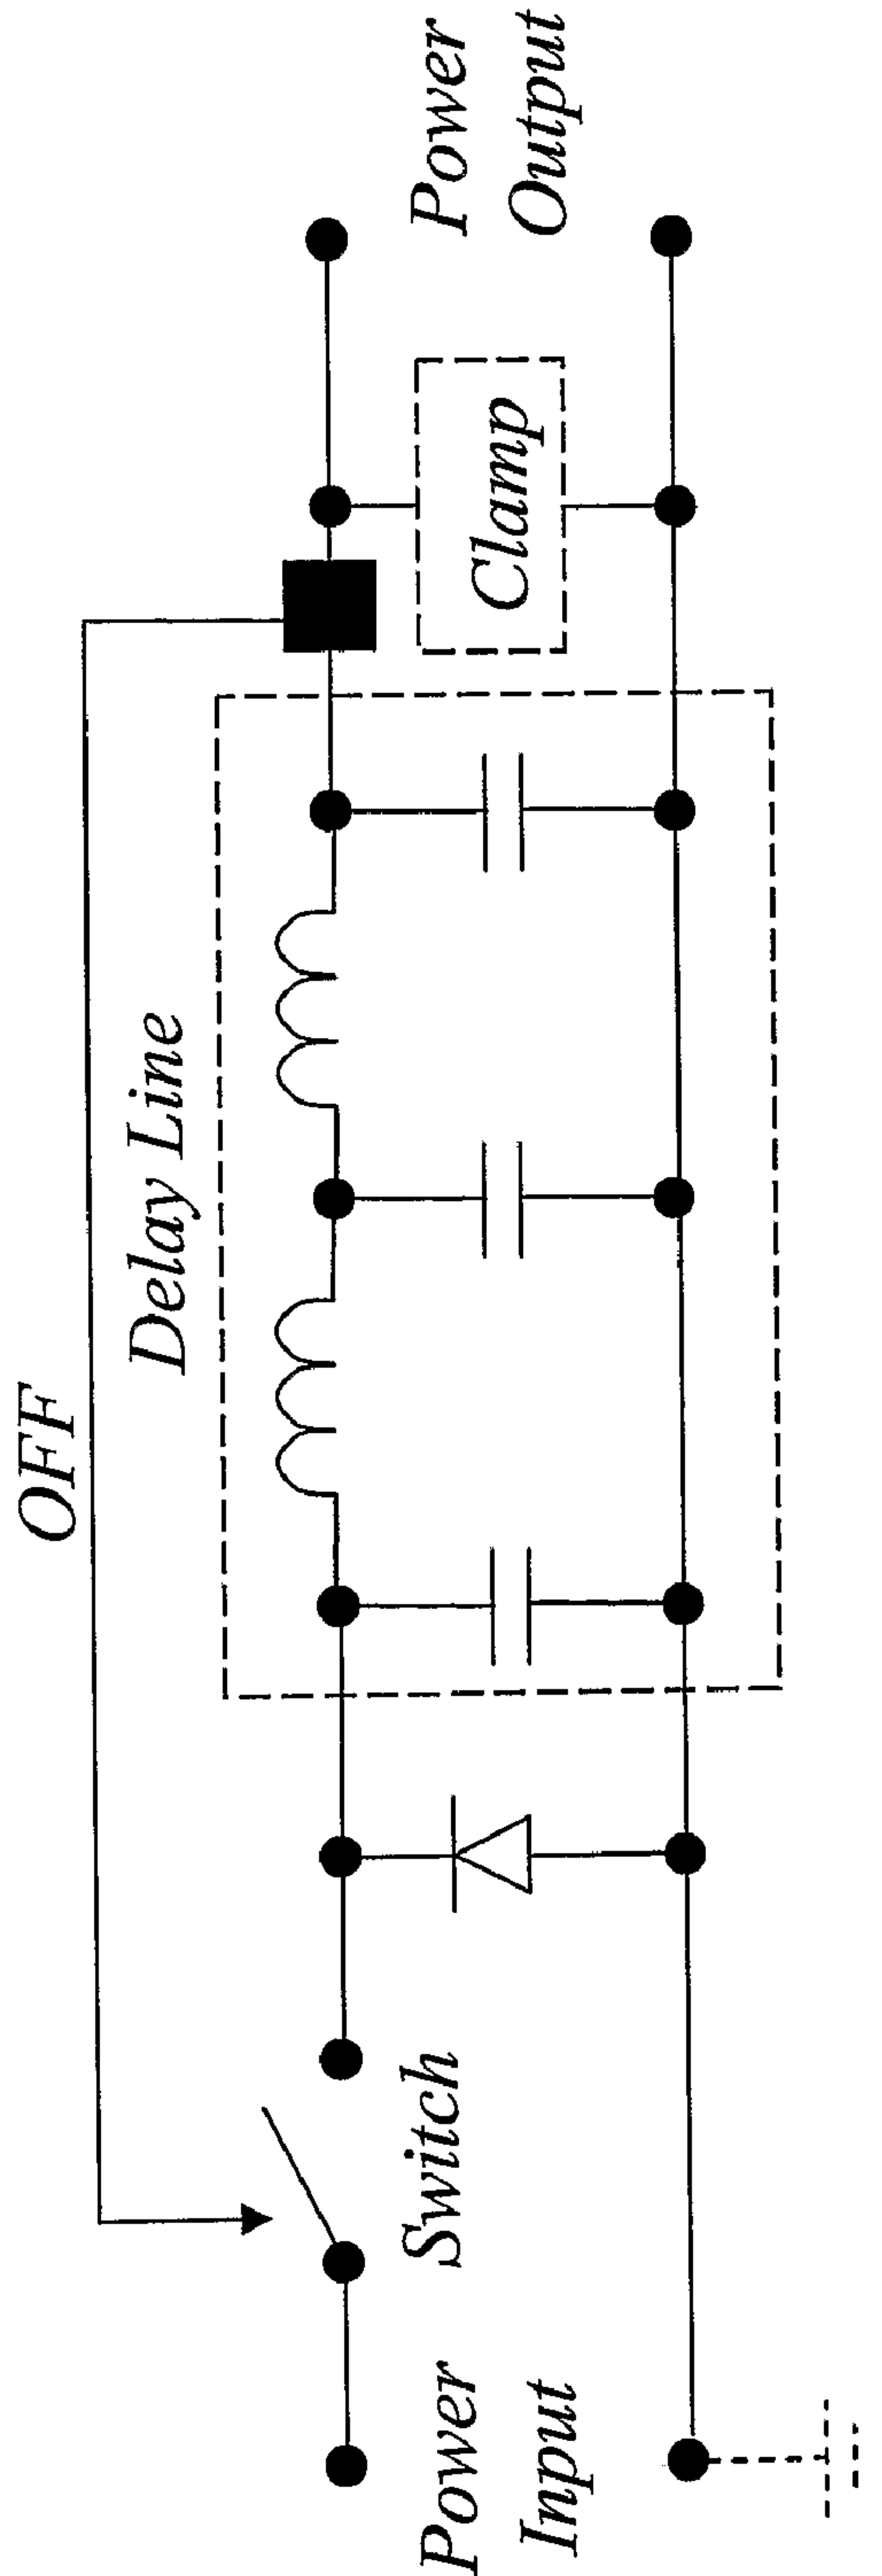 OFF
Delay Line
Power
Input
Switch
Clamp
Power
Output